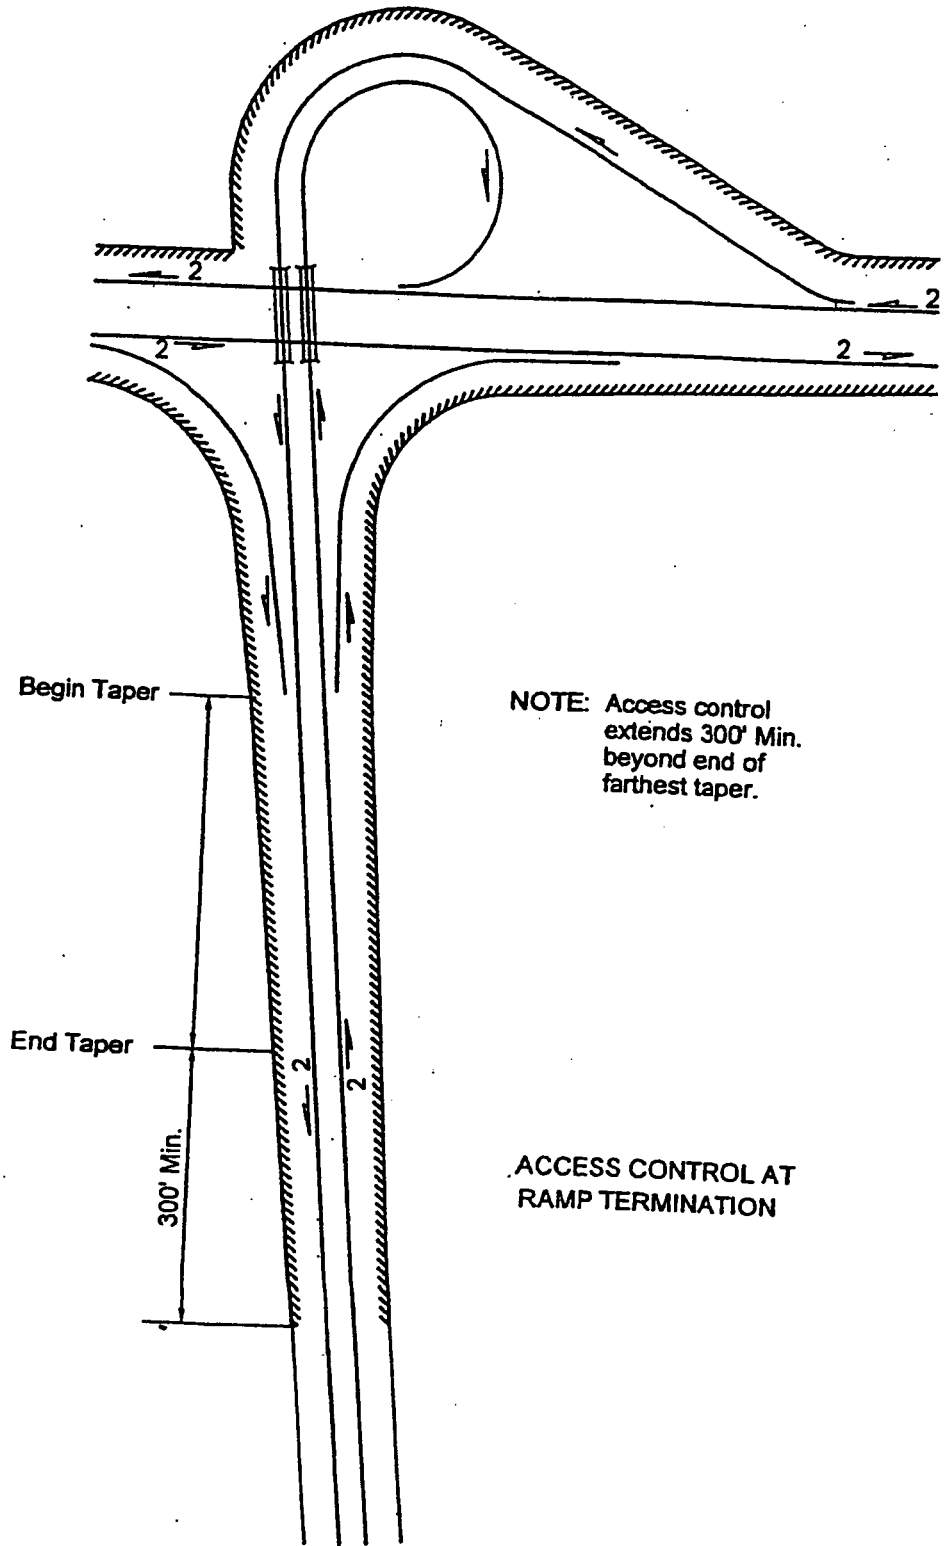 2
2
2
2
Begin Taper
NOTE: Access control
extends 300' Min.
beyond end of
farthest taper.
End Taper
2
2
300' Min.
ACCESS CONTROL AT
RAMP TERMINATION